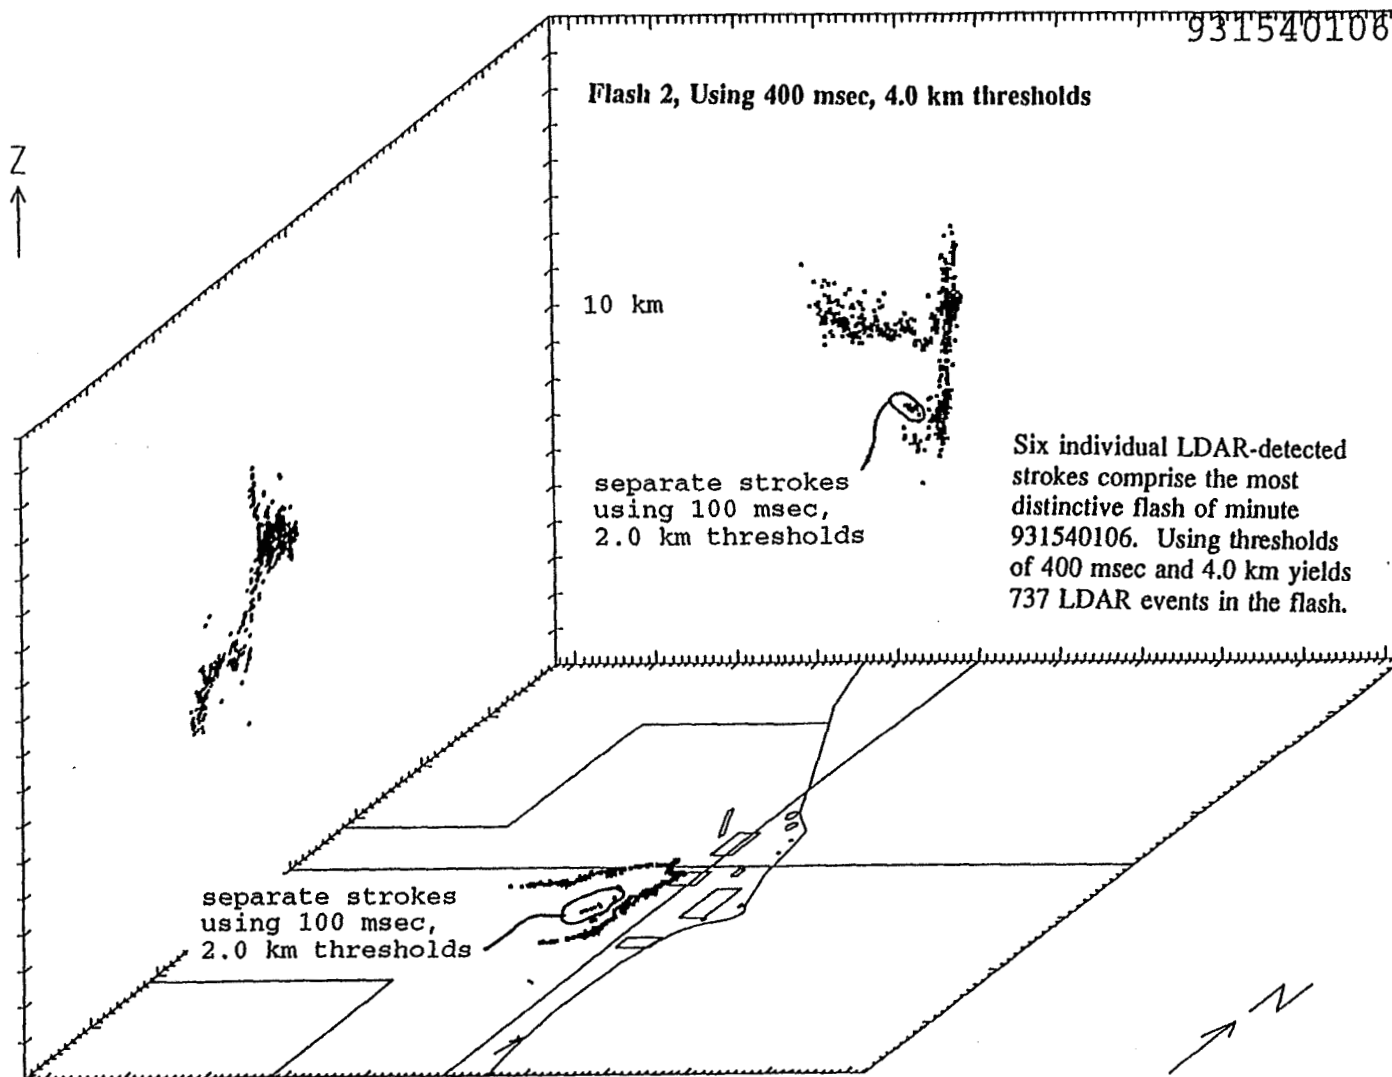 931540106
Flash 2, Using 400 msec, 4.0 km thresholds
Z
10 km
separate strokes
using 100 msec,
2.0 km thresholds
Six individual LDAR-detected
strokes comprise the most
distinctive flash of minute
931540106. Using thresholds
of 400 msec and 4.0 km yields
737 LDAR events in the flash.
separate strokes
using 100 msec,
2.0 km thresholds
N